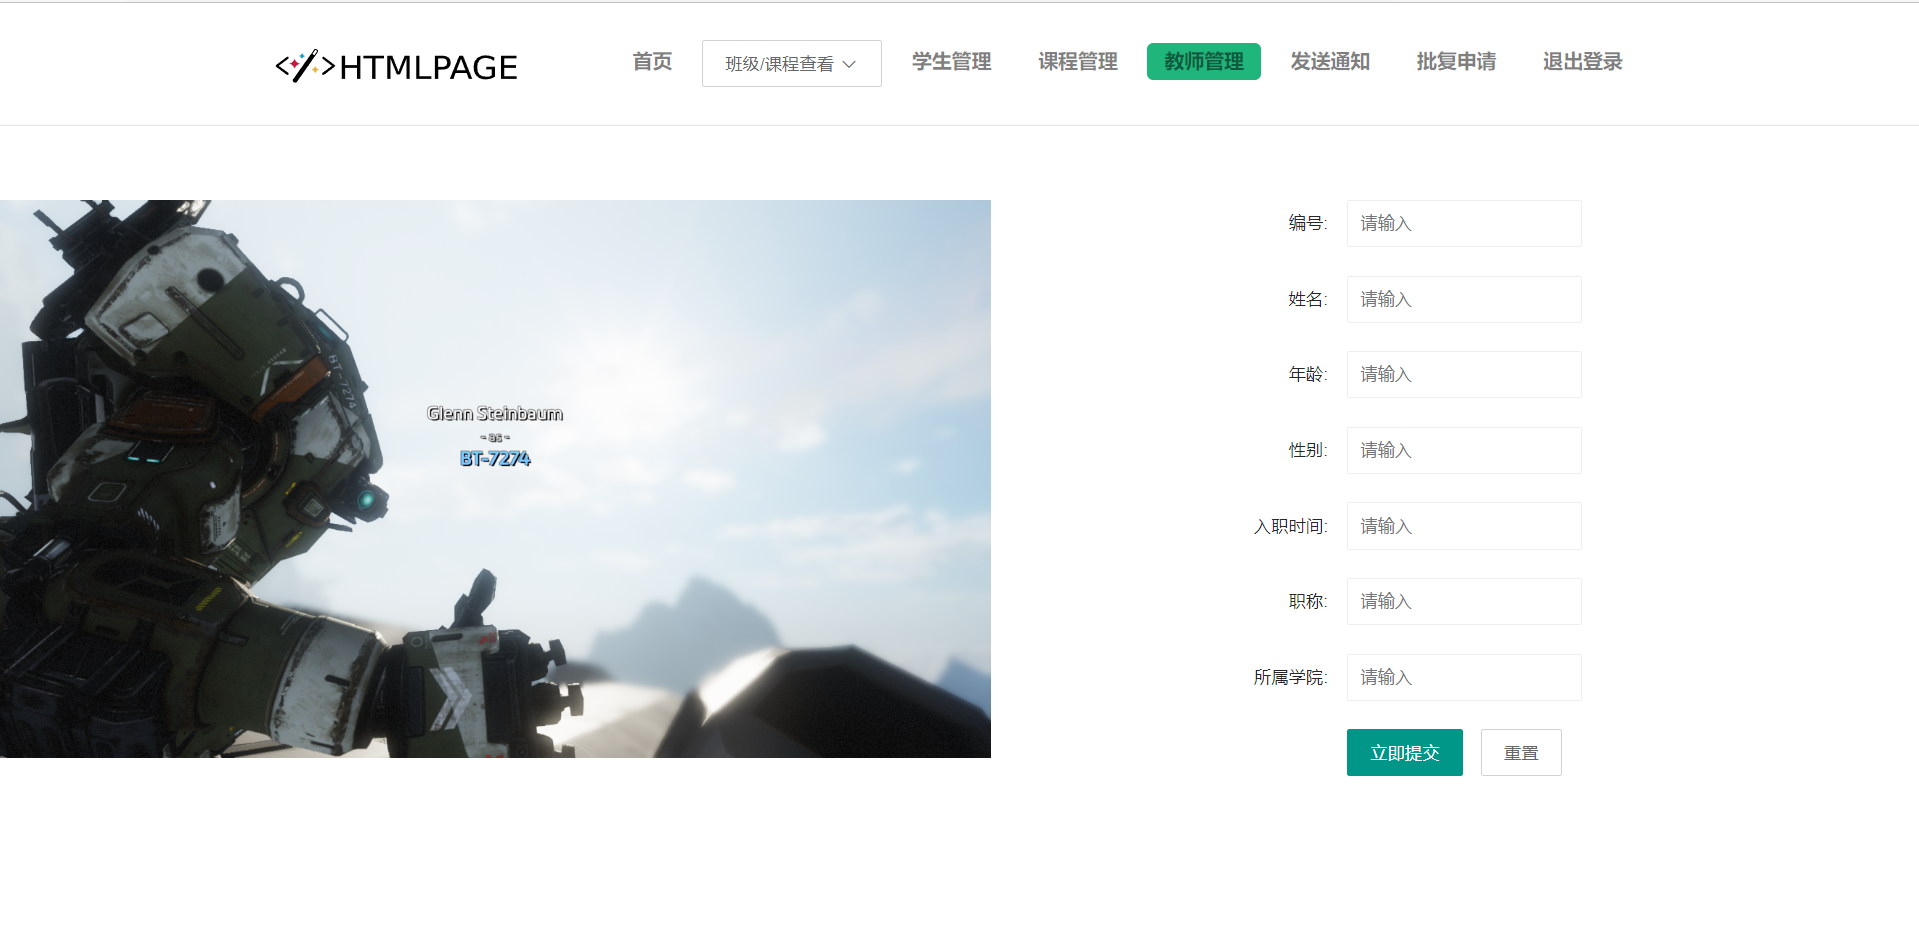 HTMLPAGE
首页
班级/课程查看
学生管理
课程管理
教师管理
发送通知
批复申请
退出登录
BT-7274
Glenn Steinbaum
~ as ~
BT-7274
编号: 请输入
姓名: 请输入
年龄: 请输入
性别: 请输入
入职时间: 请输入
职称: 请输入
所属学院: 请输入
立即提交 重置